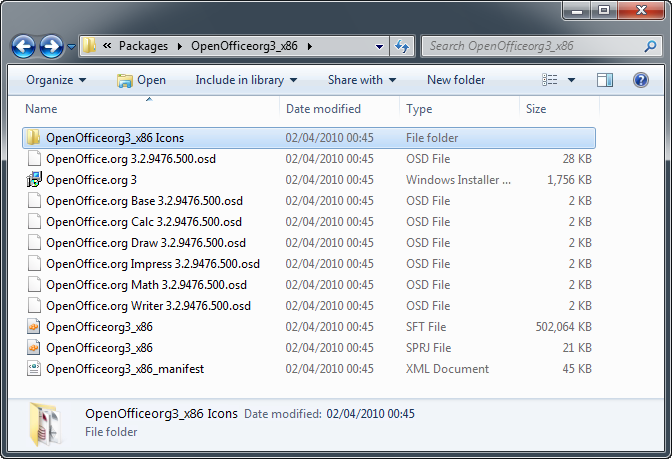 « Packages OpenOfficeorg3_x86 Search OpenOfficeorg3_x86
Organize Open Include in library Share with New folder
Name Date modified Type Size
OpenOfficeorg3_x86 Icons 02/04/2010 00:45 File folder
OpenOffice.org 3.2.9476.500.osd 02/04/2010 00:45 OSD File 28 KB
OpenOffice.org 3 02/04/2010 00:45 Windows Installer ... 1,756 KB
OpenOffice.org Base 3.2.9476.500.osd 02/04/2010 00:45 OSD File 2 KB
OpenOffice.org Calc 3.2.9476.500.osd 02/04/2010 00:45 OSD File 2 KB
OpenOffice.org Draw 3.2.9476.500.osd 02/04/2010 00:45 OSD File 2 KB
OpenOffice.org Impress 3.2.9476.500.osd 02/04/2010 00:45 OSD File 2 KB
OpenOffice.org Math 3.2.9476.500.osd 02/04/2010 00:45 OSD File 2 KB
OpenOffice.org Writer 3.2.9476.500.osd 02/04/2010 00:45 OSD File 2 KB
OpenOfficeorg3_x86 02/04/2010 00:45 SFT File 502,064 KB
OpenOfficeorg3_x86 02/04/2010 00:45 SPRJ File 21 KB
OpenOfficeorg3_x86_manifest 02/04/2010 00:45 XML Document 45 KB
OpenOfficeorg3_x86 Icons Date modified: 02/04/2010 00:45
File folder